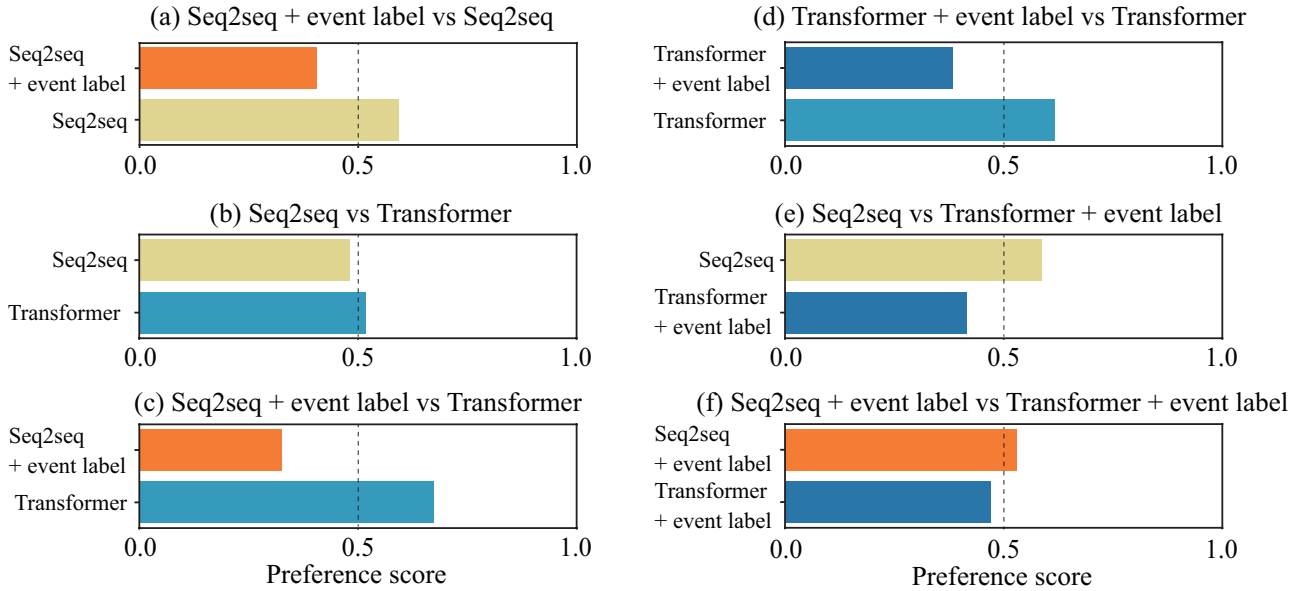 (a) Seq2seq + event label vs Seq2seq
Seq2seq
+ event label
Seq2seq
0.0 0.5 1.0
(b) Seq2seq vs Transformer
Seq2seq
Transformer
0.0 0.5 1.0
(c) Seq2seq + event label vs Transformer
Seq2seq
+ event label
Transformer
0.0 0.5 1.0
Preference score
(d) Transformer + event label vs Transformer
Transformer
+ event label
Transformer
0.0 0.5 1.0
(e) Seq2seq vs Transformer + event label
Seq2seq
Transformer
+ event label
0.0 0.5 1.0
(f) Seq2seq + event label vs Transformer + event label
Seq2seq
+ event label
Transformer
+ event label
0.0 0.5 1.0
Preference score